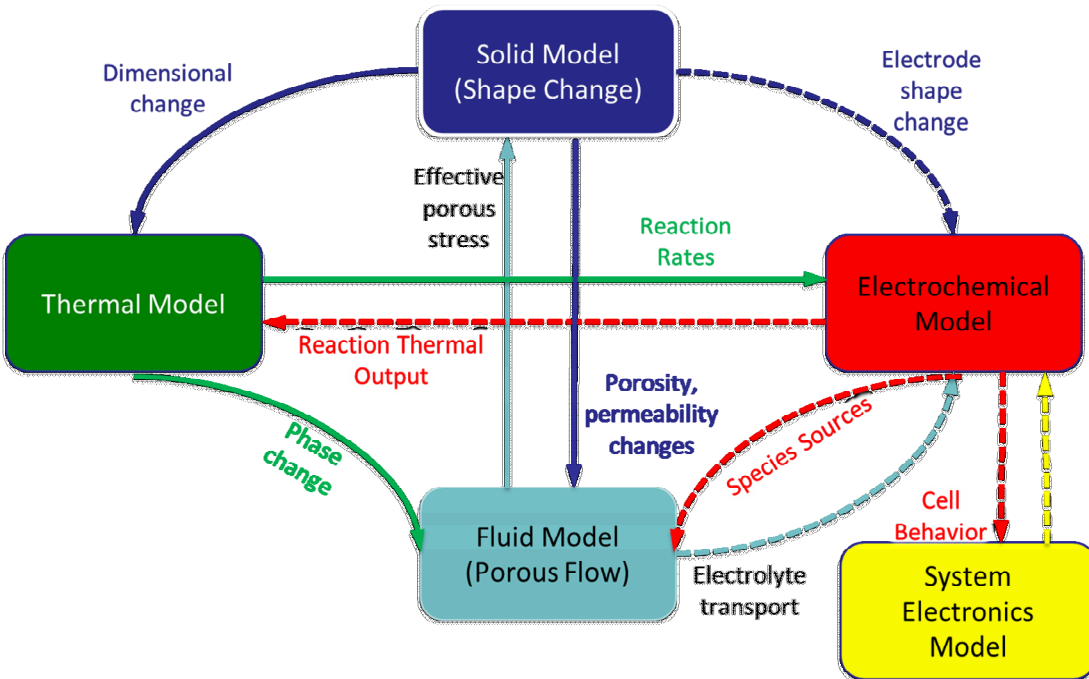 Solid Model
(Shape Change)
Dimensional
change
Electrode
shape
change
Effective
porous
stress
Reaction
Rates
Thermal Model
Electrochemical
Model
Reaction Thermal
Output
Porosity,
permeability
changes
Phase
change
Species Sources
Cell
Behavior
Fluid Model
(Porous Flow)
Electrolyte
transport
System
Electronics
Model